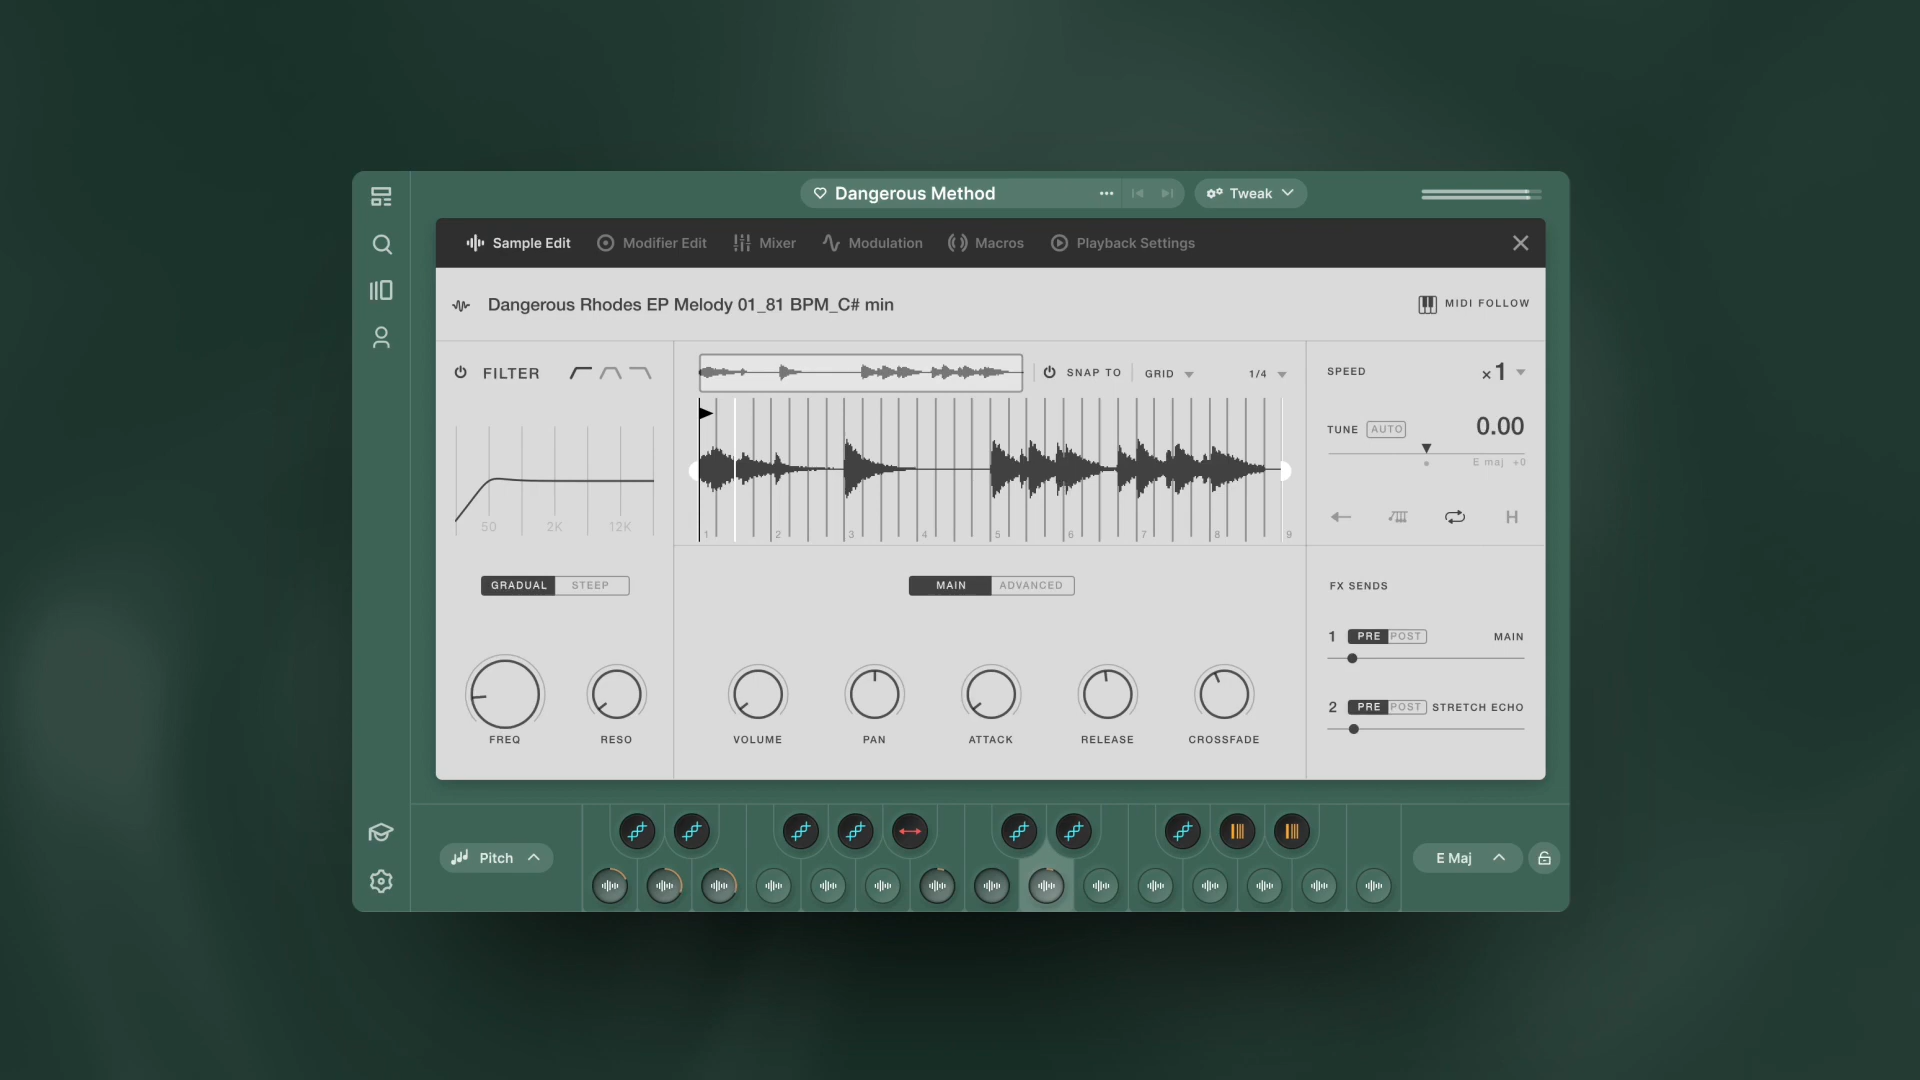 Dangerous Method
Tweak
Sample Edit
Modifier Edit
Mixer
Modulation
Macros
Playback Settings
Dangerous Rhodes EP Melody 01_81 BPM_C# min
MIDI FOLLOW
FILTER
SNAP TO
GRID
1/4
SPEED
×1
TUNE
AUTO
0.00
E maj +0
50 2K 12K
1 2 3 4 5 6 7 8 9
H
GRADUAL STEEP
MAIN ADVANCED
FX SENDS
1 PRE POST MAIN
2 PRE POST STRETCH ECHO
FREQ RESO
VOLUME PAN ATTACK RELEASE CROSSFADE
Pitch
E Maj